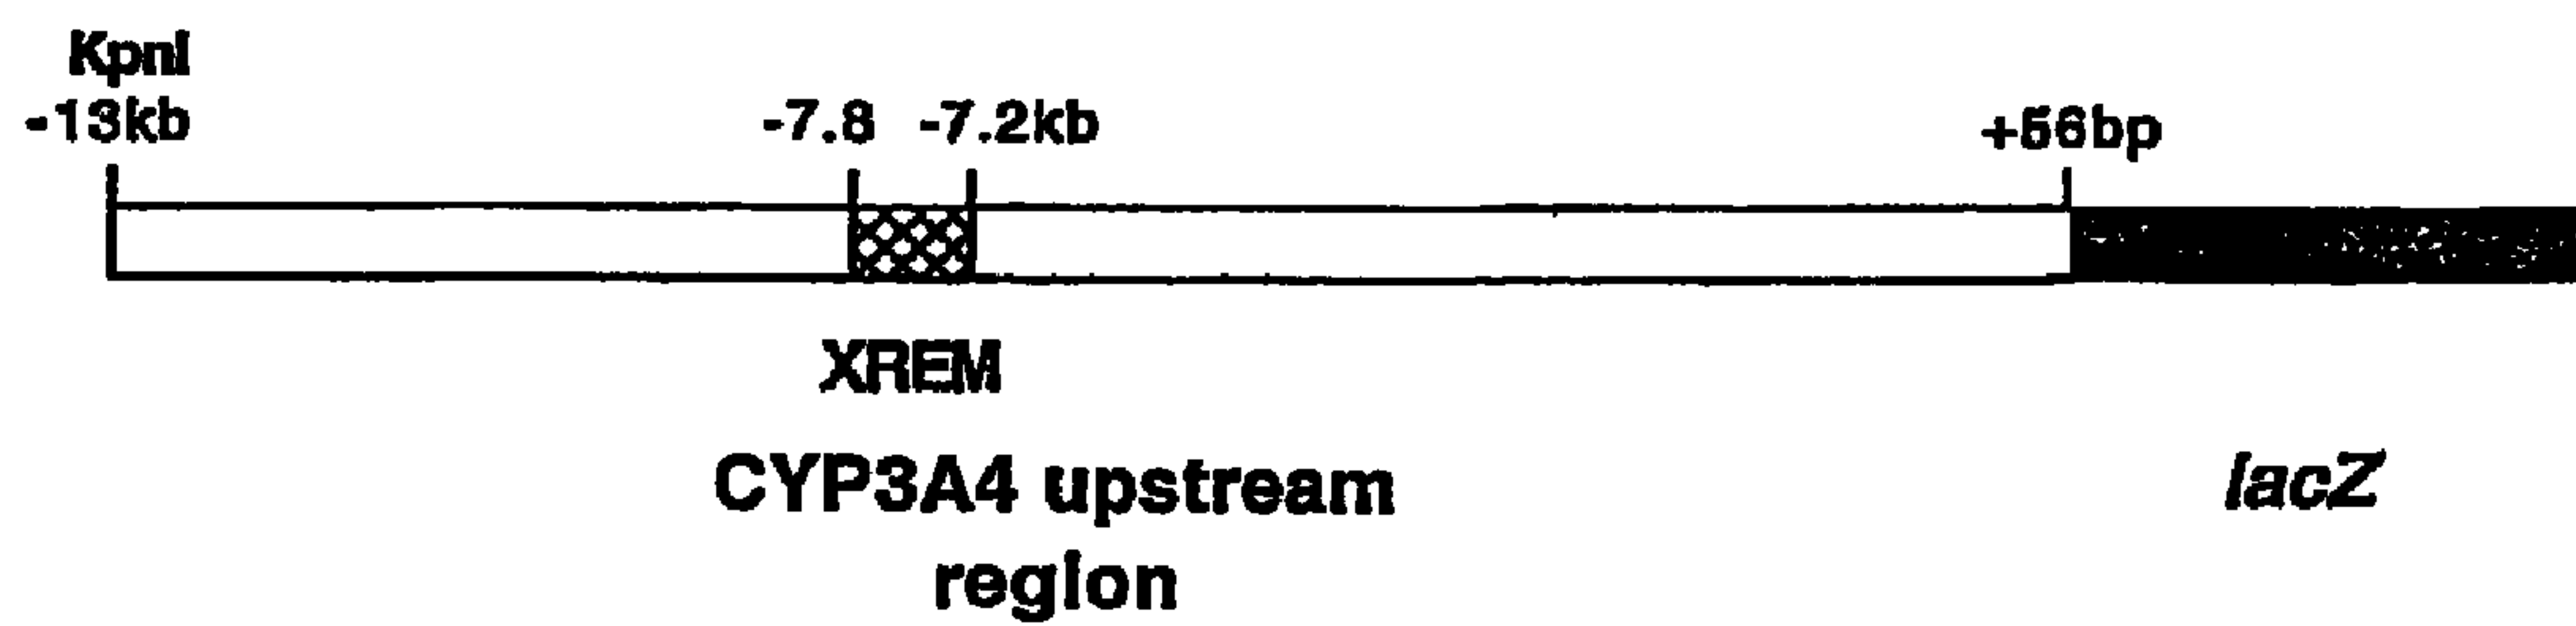 KpnI
-13kb
-7.8 -7.2kb
+56bp
XREM
CYP3A4 upstream
region
lacZ